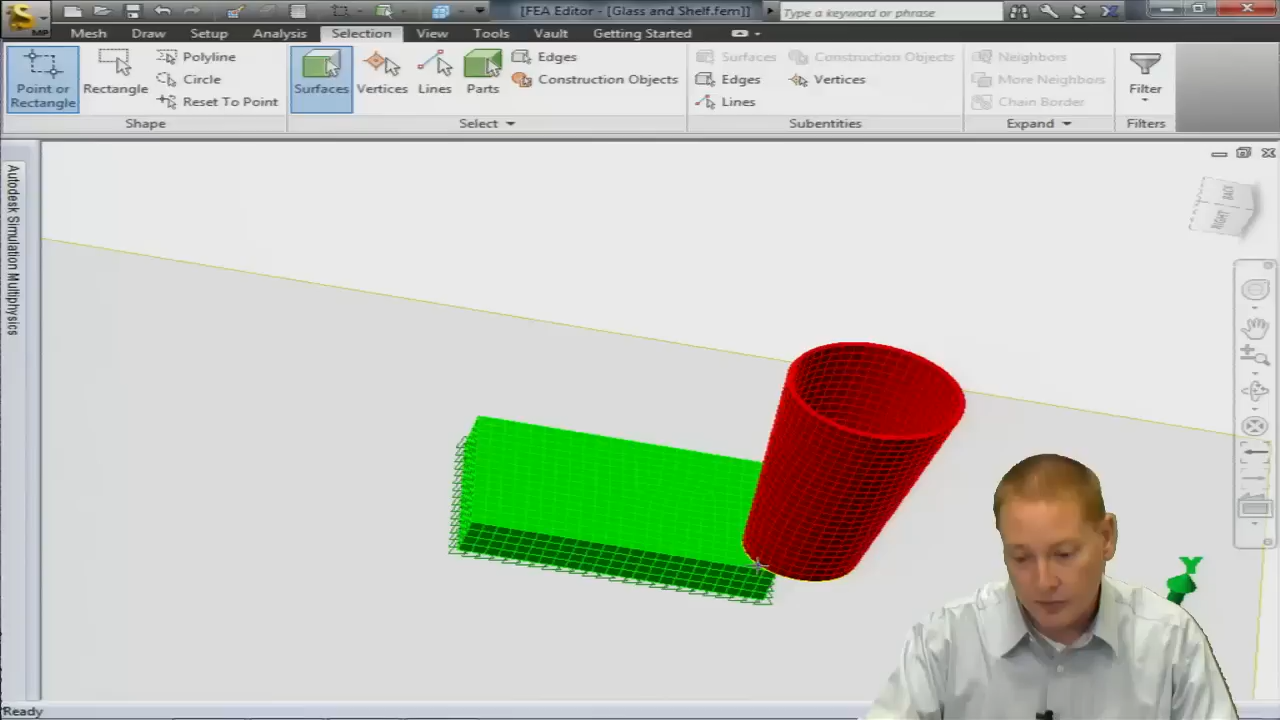 [FEA Editor - [Glass and Shelf.fem]]
Type a keyword or phrase
MP
Mesh Draw Setup Analysis Selection View Tools Vault Getting Started
Point or Rectangle
Rectangle
Polyline
Circle
Reset To Point
Shape
Surfaces
Vertices
Lines
Parts
Edges
Construction Objects
Select
Surfaces
Construction Objects
Edges
Vertices
Lines
Subentities
Neighbors
More Neighbors
Chain Border
Expand
Filter
Filters
Autodesk Simulation Multiphysics
BACK
RIGHT
Y
Ready